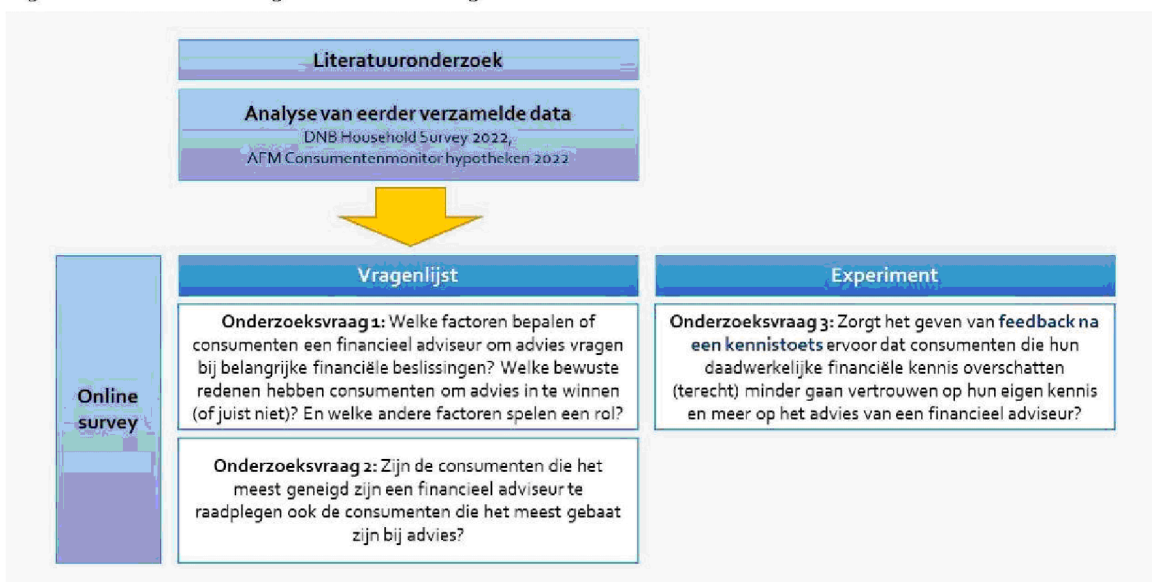 Literatuuronderzoek
Analyse van eerder verzamelde data
DNB Household Survey 2022,
AFM Consumentenmonitor hypotheken 2022
Online
survey
Vragenlijst
Onderzoeksvraag 1: Welke factoren bepalen of
consumenten een financieel adviseur om advies vragen
bij belangrijke financiële beslissingen? Welke bewuste
redenen hebben consumenten om advies in te winnen
(of juist niet)? En welke andere factoren spelen een rol?
Onderzoeksvraag 2: Zijn de consumenten die het
meest geneigd zijn een financieel adviseur te
raadplegen ook de consumenten die het meest gebaat
zijn bij advies?
Experiment
Onderzoeksvraag 3: Zorgt het geven van feedback na
een kennistoets ervoor dat consumenten die hun
daadwerkelijke financiële kennis overschatten
(terecht) minder gaan vertrouwen op hun eigen kennis
en meer op het advies van een financieel adviseur?